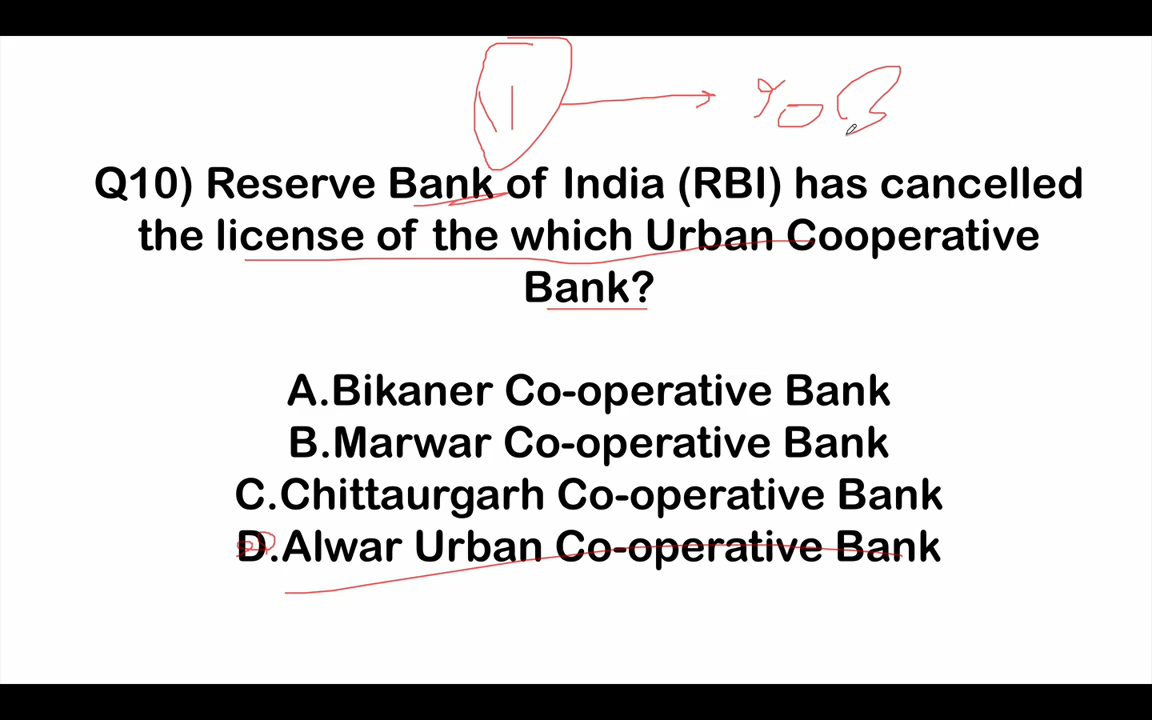 Q10) Reserve Bank of India (RBI) has cancelled
the license of the which Urban Cooperative
Bank?
A.Bikaner Co-operative Bank
B.Marwar Co-operative Bank
C.Chittaurgarh Co-operative Bank
D.Alwar Urban Co-operative Bank